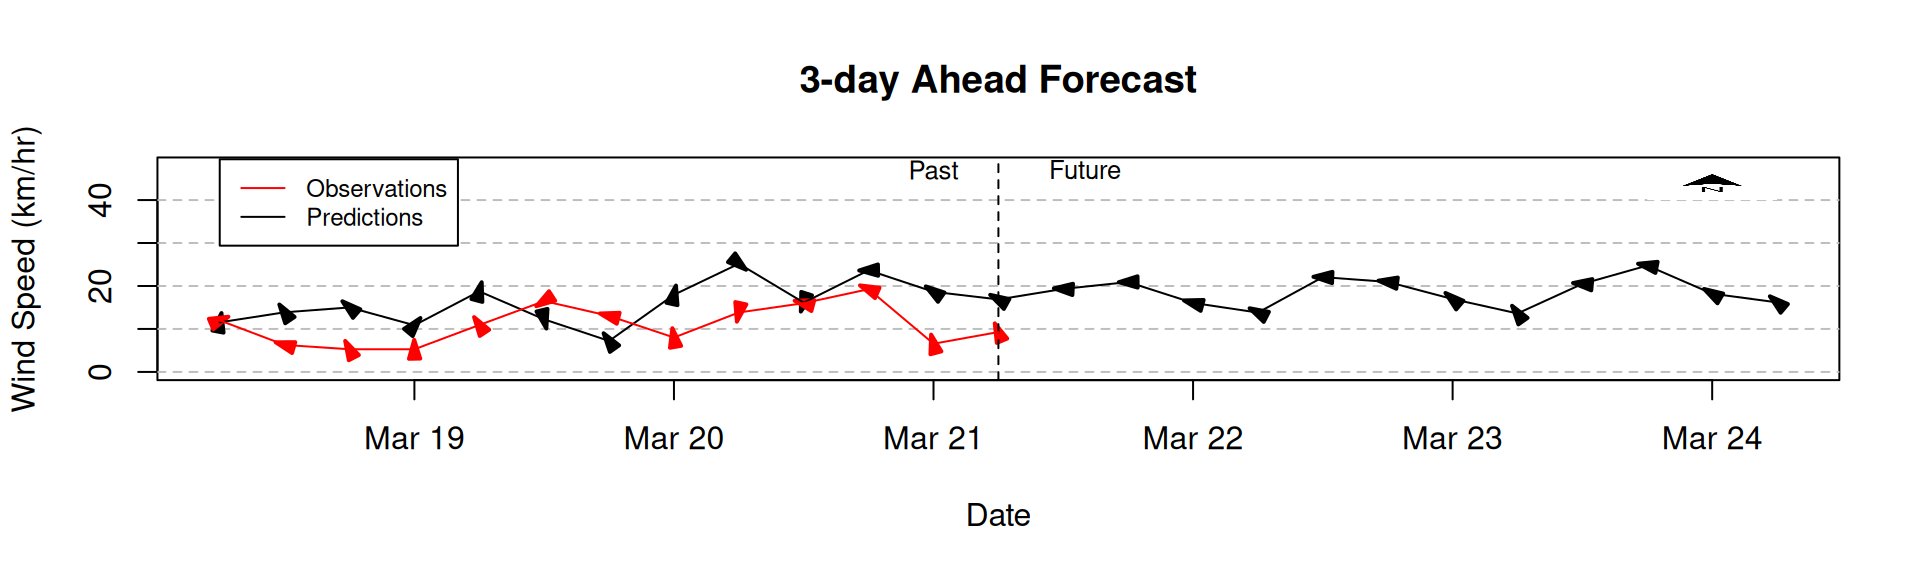 3-day Ahead Forecast
Wind Speed (km/hr)
40
20
0
Observations
Predictions
Past
Future
N
Mar 19
Mar 20
Mar 21
Mar 22
Mar 23
Mar 24
Date